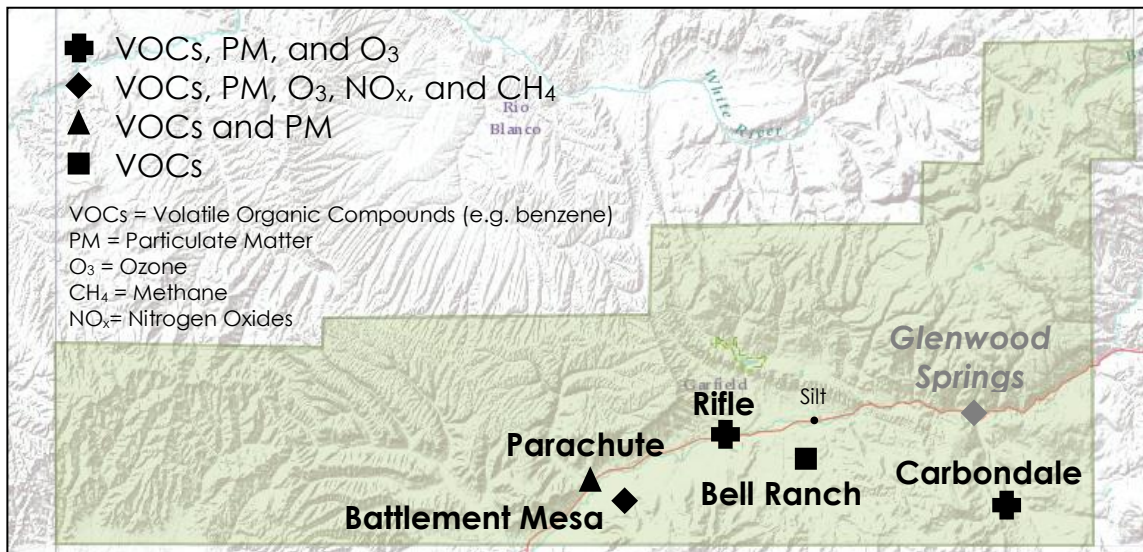 VOCs, PM, and O₃
VOCs, PM, O₃, NOₓ, and CH₄
VOCs and PM
VOCs
VOCs = Volatile Organic Compounds (e.g. benzene)
PM = Particulate Matter
O₃ = Ozone
CH₄ = Methane
NOₓ= Nitrogen Oxides
Rio
Blanco
White River
Glenwood
Springs
Garfield
Silt
Rifle
Parachute
Carbondale
Bell Ranch
Battlement Mesa